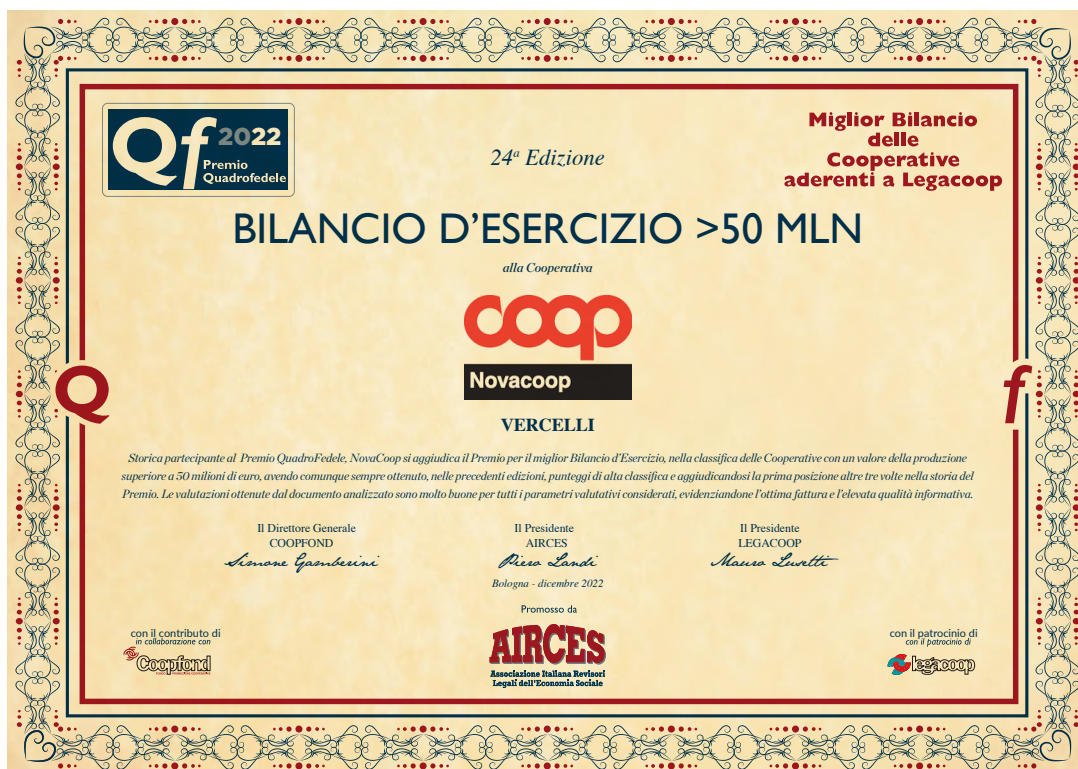 Qf 2022
Premio
Quadrofedele
24ª Edizione
Miglior Bilancio
delle
Cooperative
aderenti a Legacoop
BILANCIO D'ESERCIZIO >50 MLN
alla Cooperativa
coop
Novacoop
Q
f
VERCELLI
Storica partecipante al Premio QuadroFedele, NovaCoop si aggiudica il Premio per il miglior Bilancio d'Esercizio, nella classifica delle Cooperative con un valore della produzione
superiore a 50 milioni di euro, avendo comunque sempre ottenuto, nelle precedenti edizioni, punteggi di alta classifica e aggiudicandosi la prima posizione altre tre volte nella storia del
Premio. Le valutazioni ottenute dal documento analizzato sono molto buone per tutti i parametri valutativi considerati, evidenziandone l'ottima fattura e l'elevata qualità informativa.
Il Direttore Generale
COOPFOND
Simone Gamberini
Il Presidente
AIRCES
Piero Landi
Il Presidente
LEGACOOP
Mauro Lusetti
Bologna - dicembre 2022
Promosso da
AIRCES
Associazione Italiana Revisori
Legali dell'Economia Sociale
con il contributo di
in collaborazione con
Coopfond
con il patrocinio di
con il patrocinio di
legacoop